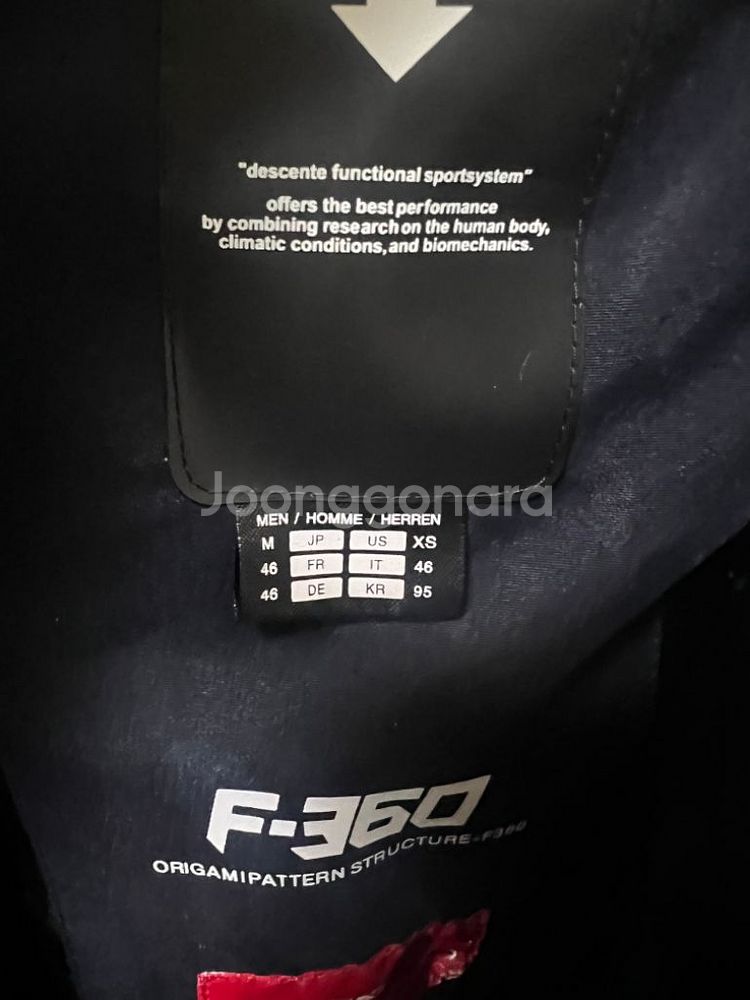 "descente functional sportsystem"
offers the best performance
by combining research on the human body,
climatic conditions, and biomechanics.
Joonggonara
MEN / HOMME / HERREN
M JP US XS
46 FR IT 46
46 DE KR 95
F-360
ORIGAMI PATTERN STRUCTURE-F360